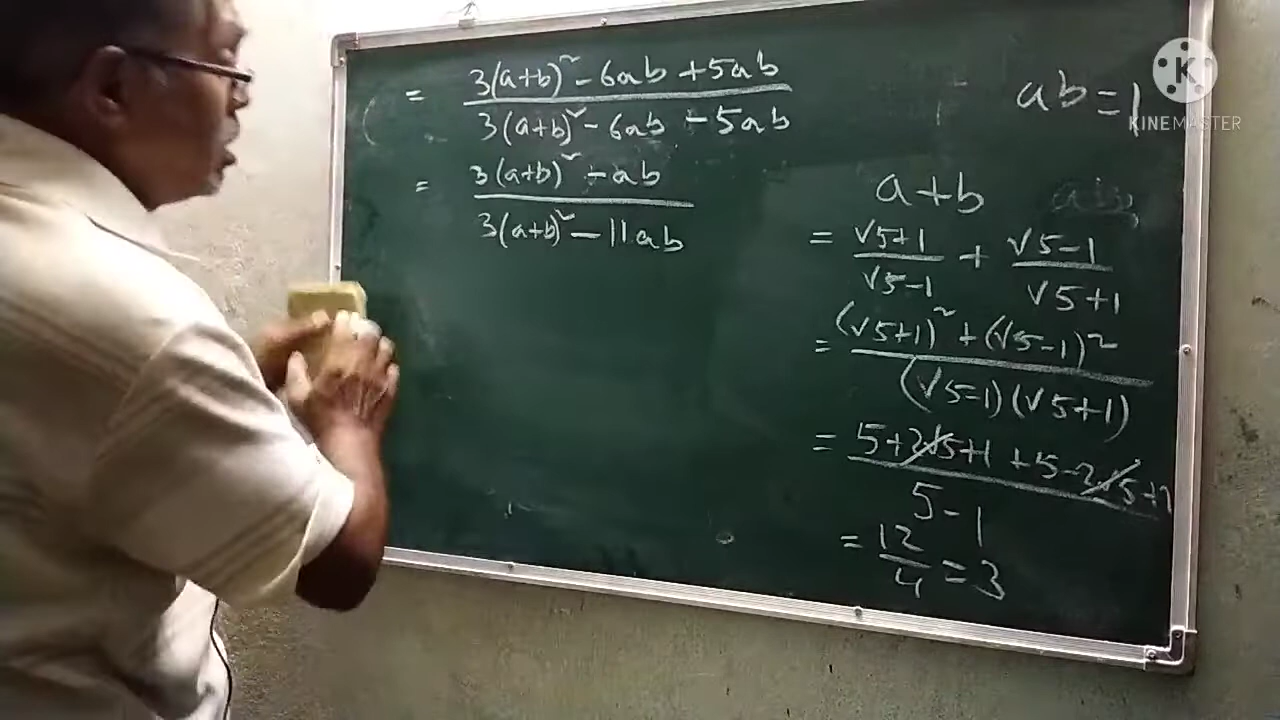 = 3(a+b)² - 6ab + 5ab
3(a+b)² - 6ab - 5ab
= 3(a+b)² - ab
3(a+b)² - 11ab
ab = 1
K
KINEMASTER
a+b
= √5+1 / √5-1 + √5-1 / √5+1
= (√5+1)² + (√5-1)²
(√5-1)(√5+1)
= 5+2√5+1 +5-2√5+1
5-1
= 12/4 = 3